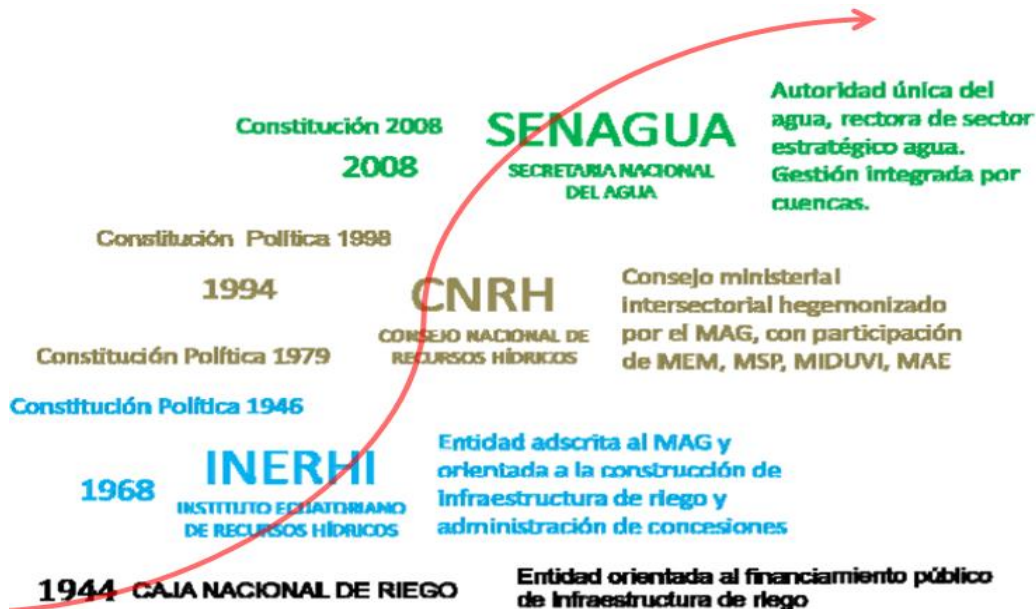 Constitución 2008
2008
SENAGUA
SECRETARIA NACIONAL
DEL AGUA
Autoridad única del
agua, rectora de sector
estratégico agua.
Gestión integrada por
cuencas.
Constitución Política 1998
1994
CNRH
CONSEJO NACIONAL DE
RECURSOS HÍDRICOS
Consejo ministerial
intersectorial hegemonizado
por el MAG, con participación
de MEM, MSP, MIDUVI, MAE
Constitución Política 1979
Constitución Política 1946
1968
INERHI
INSTITUTO ECUATORIANO
DE RECURSOS HÍDRICOS
Entidad adscrita al MAG y
orientada a la construcción de
infraestructura de riego y
administración de concesiones
1944 CAJA NACIONAL DE RIEGO
Entidad orientada al financiamiento público
de infraestructura de riego